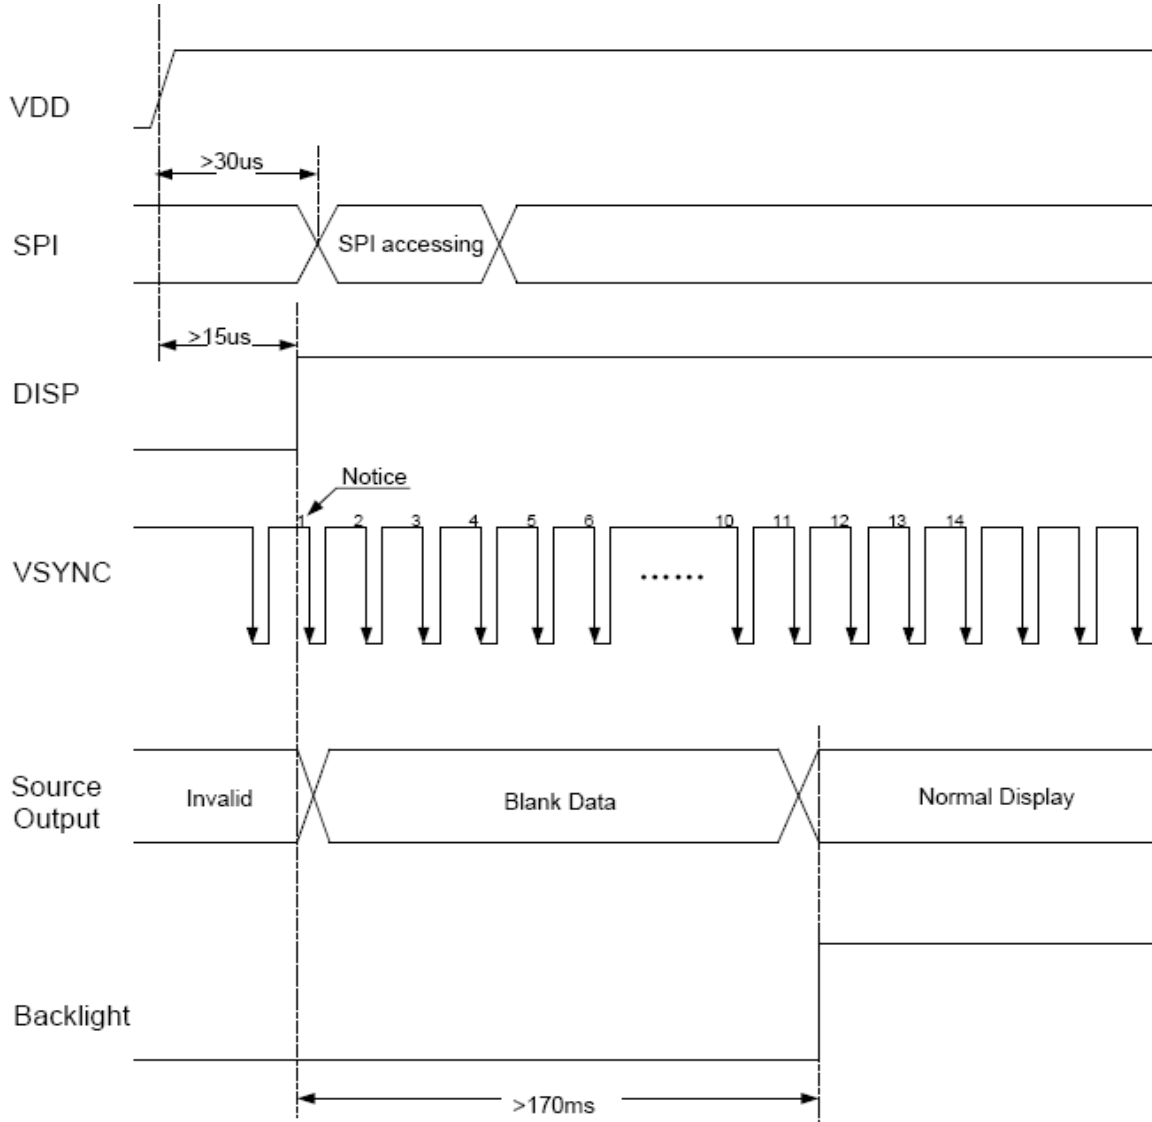 VDD
>30us
SPI
SPI accessing
>15us
DISP
Notice
1 2 3 4 5 6 10 11 12 13 14
VSYNC
......
Source
Output
Invalid
Blank Data
Normal Display
Backlight
>170ms